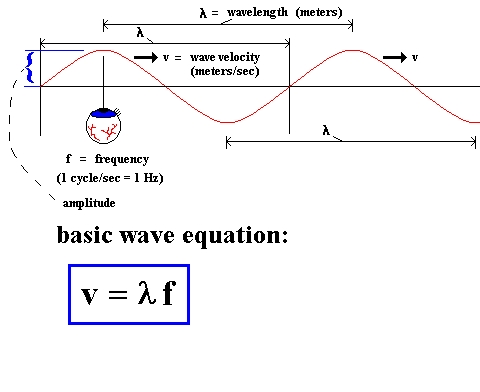 λ = wavelength (meters)
λ
v = wave velocity
(meters/sec)
v
λ
f = frequency
(1 cycle/sec = 1 Hz)
amplitude
basic wave equation:
v = λ f